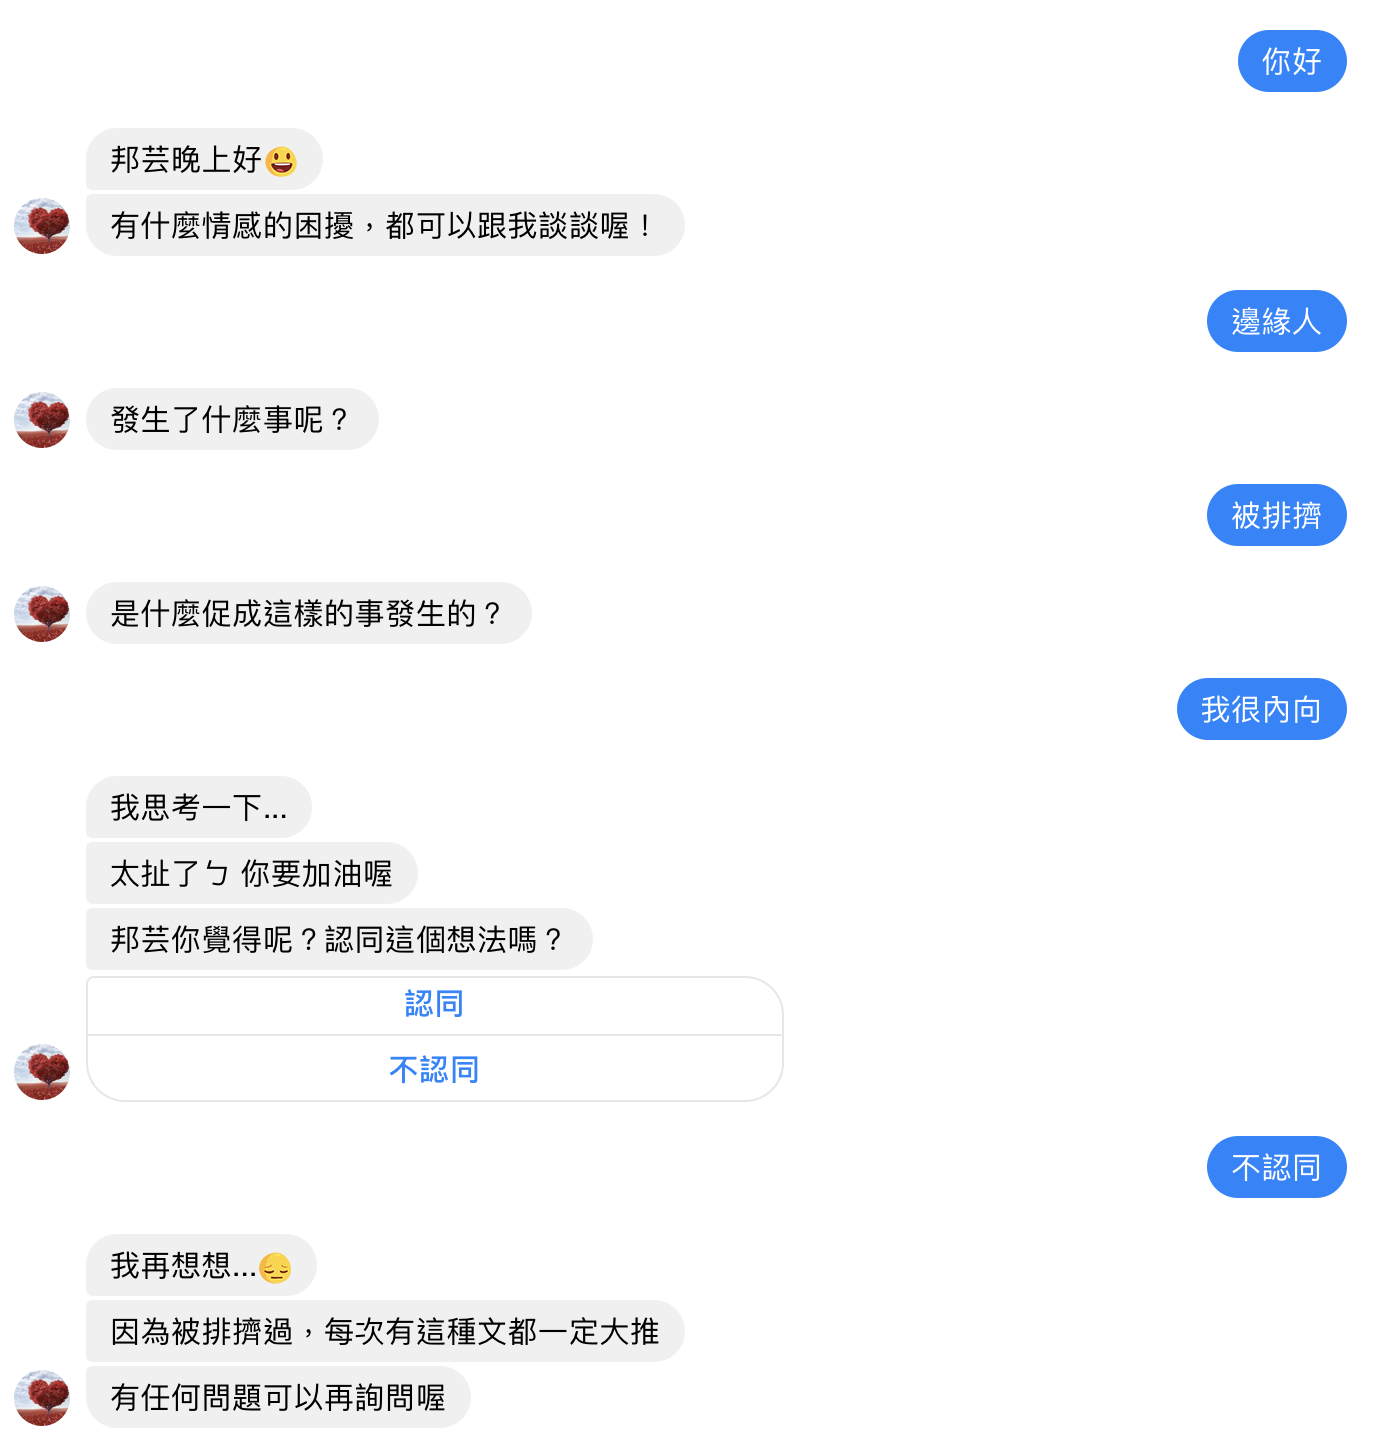 你好
邦芸晚上好😃
有什麼情感的困擾，都可以跟我談談喔！
邊緣人
發生了什麼事呢？
被排擠
是什麼促成這樣的事發生的？
我很內向
我思考一下...
太扯了ㄅ 你要加油喔
邦芸你覺得呢？認同這個想法嗎？
認同
不認同
不認同
我再想想...😔
因為被排擠過，每次有這種文都一定大推
有任何問題可以再詢問喔